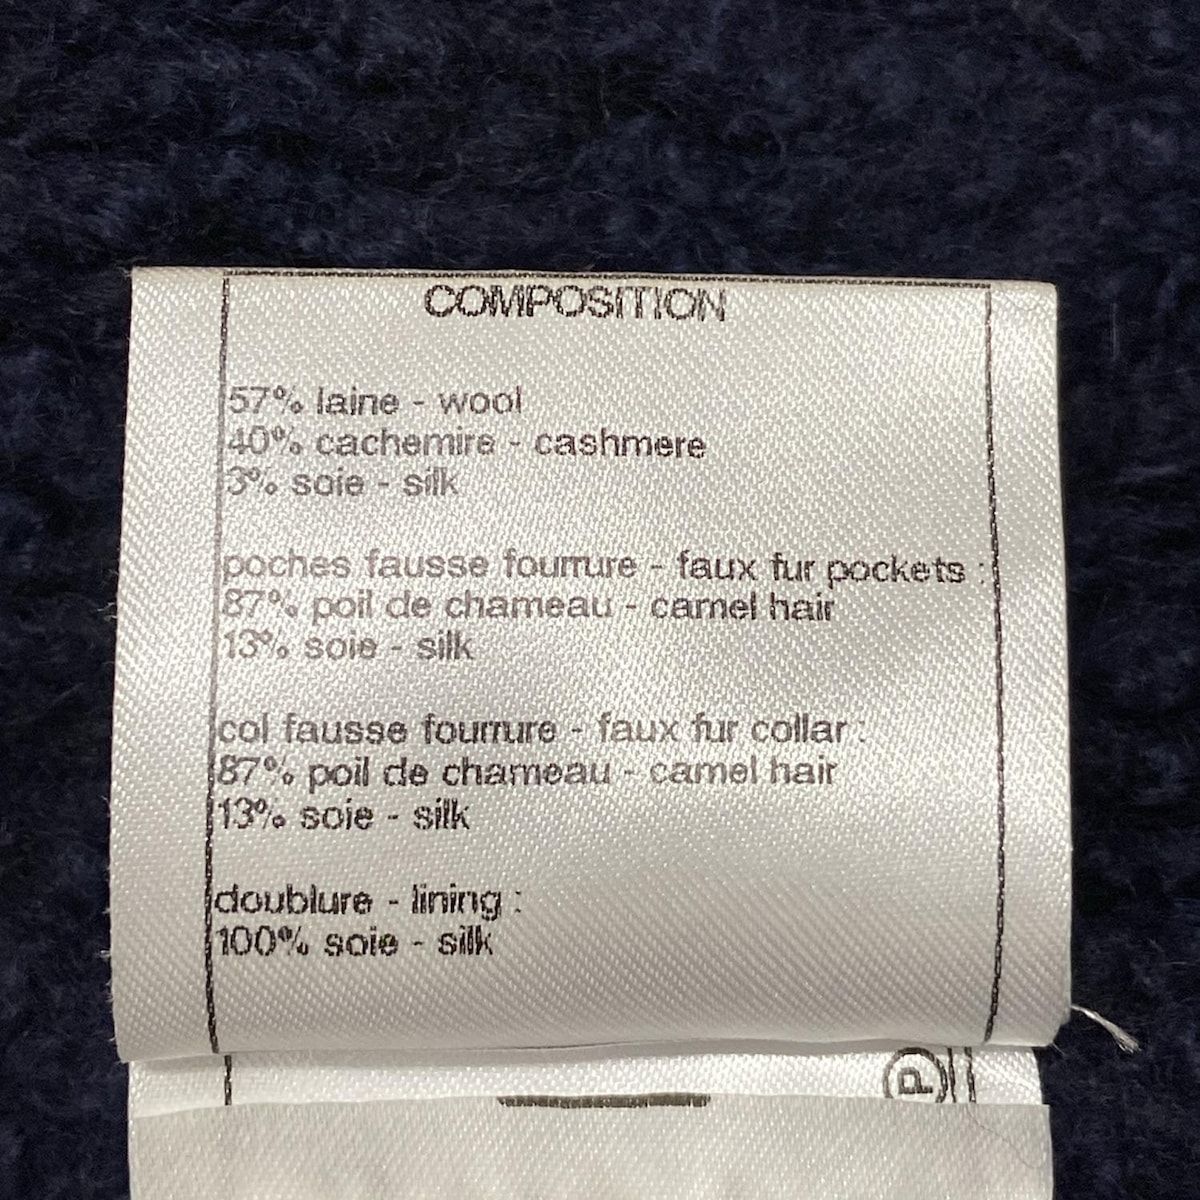 COMPOSITION
57% laine - wool
40% cachemire - cashmere
3% soie - silk
poches fausse fourrure - faux fur pockets :
87% poil de chameau - camel hair
13% soie - silk
col fausse fourrure - faux fur collar :
87% poil de chameau - camel hair
13% soie - silk
doublure - lining :
100% soie - silk
P